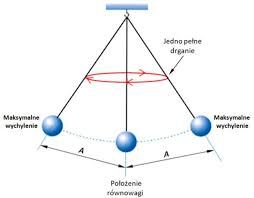 Jedno pełne
drganie
Maksymalne
wychylenie
Maksymalne
wychylenie
A
A
Położenie
równowagi